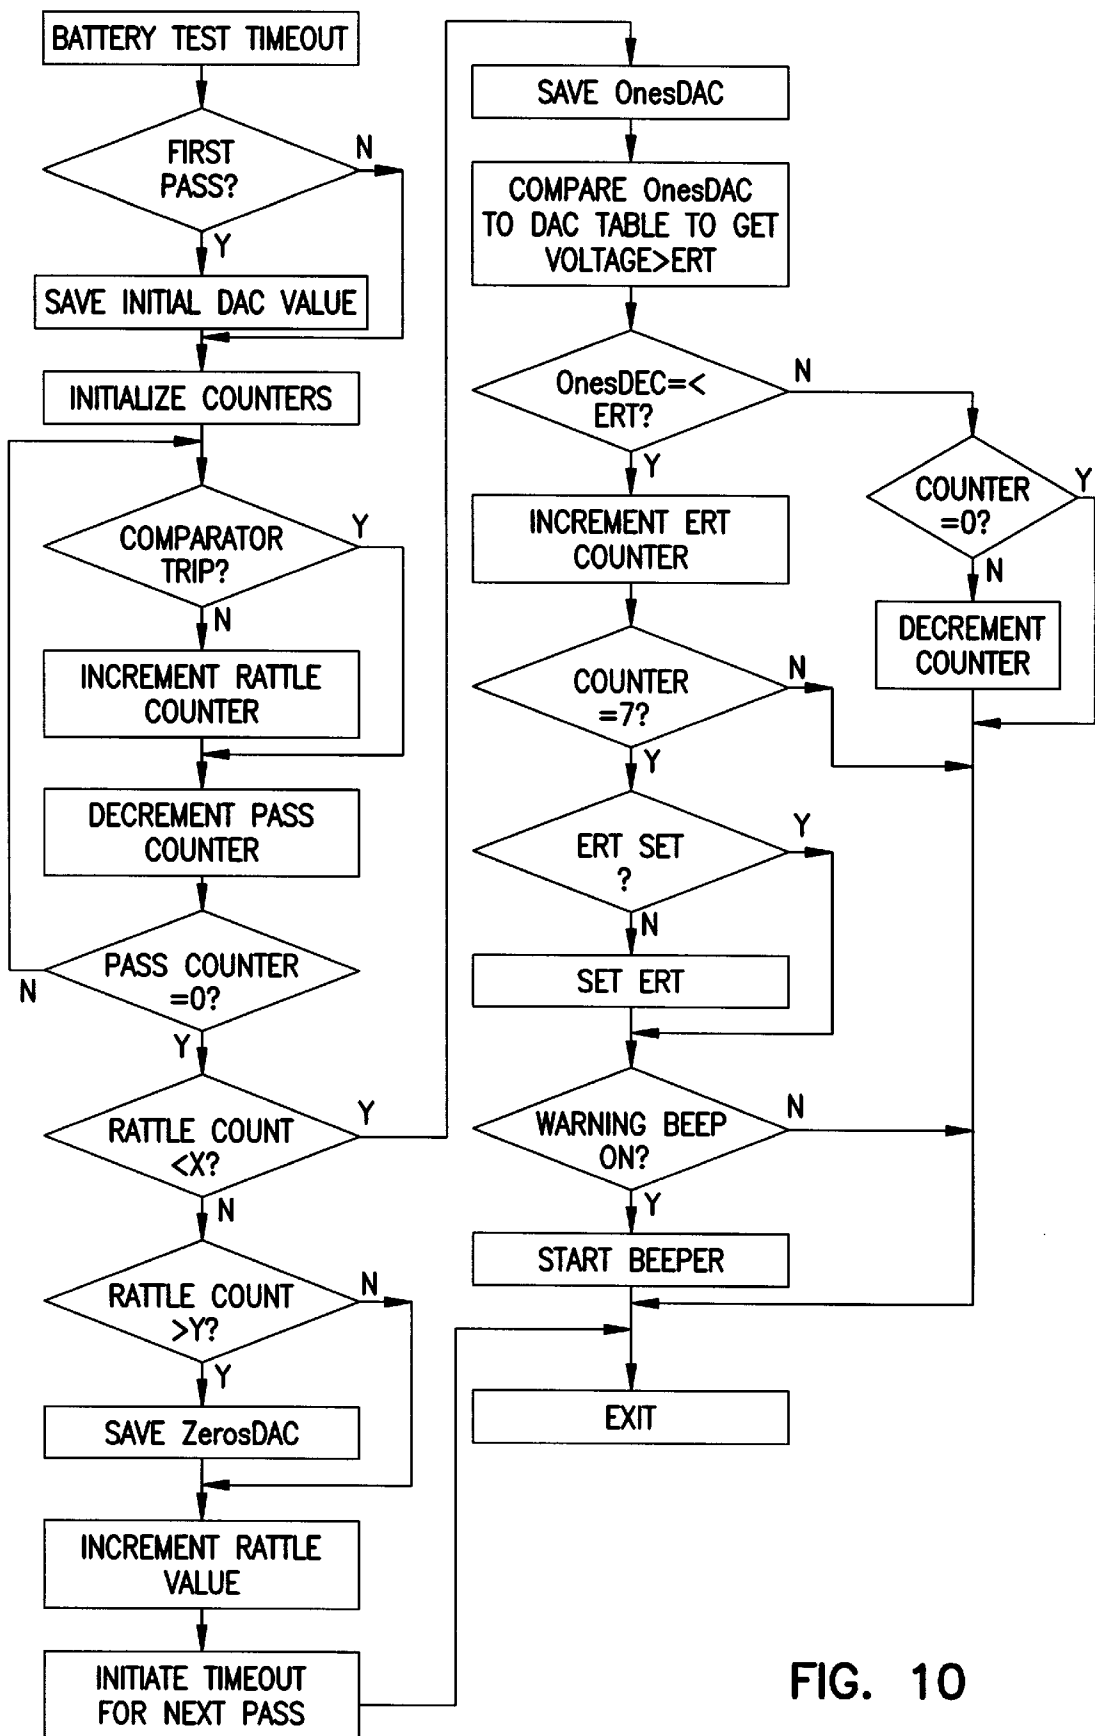 BATTERY TEST TIMEOUT
FIRST
PASS?
N
Y
SAVE INITIAL DAC VALUE
INITIALIZE COUNTERS
COMPARATOR
TRIP?
Y
N
INCREMENT RATTLE
COUNTER
DECREMENT PASS
COUNTER
PASS COUNTER
=0?
N
Y
RATTLE COUNT
<X?
Y
N
RATTLE COUNT
>Y?
N
Y
SAVE ZerosDAC
INCREMENT RATTLE
VALUE
INITIATE TIMEOUT
FOR NEXT PASS
SAVE OnesDAC
COMPARE OnesDAC
TO DAC TABLE TO GET
VOLTAGE>ERT
OnesDEC=<
ERT?
N
Y
COUNTER
=0?
Y
N
DECREMENT
COUNTER
INCREMENT ERT
COUNTER
COUNTER
=7?
N
Y
ERT SET
?
Y
N
SET ERT
WARNING BEEP
ON?
N
Y
START BEEPER
EXIT
FIG. 10